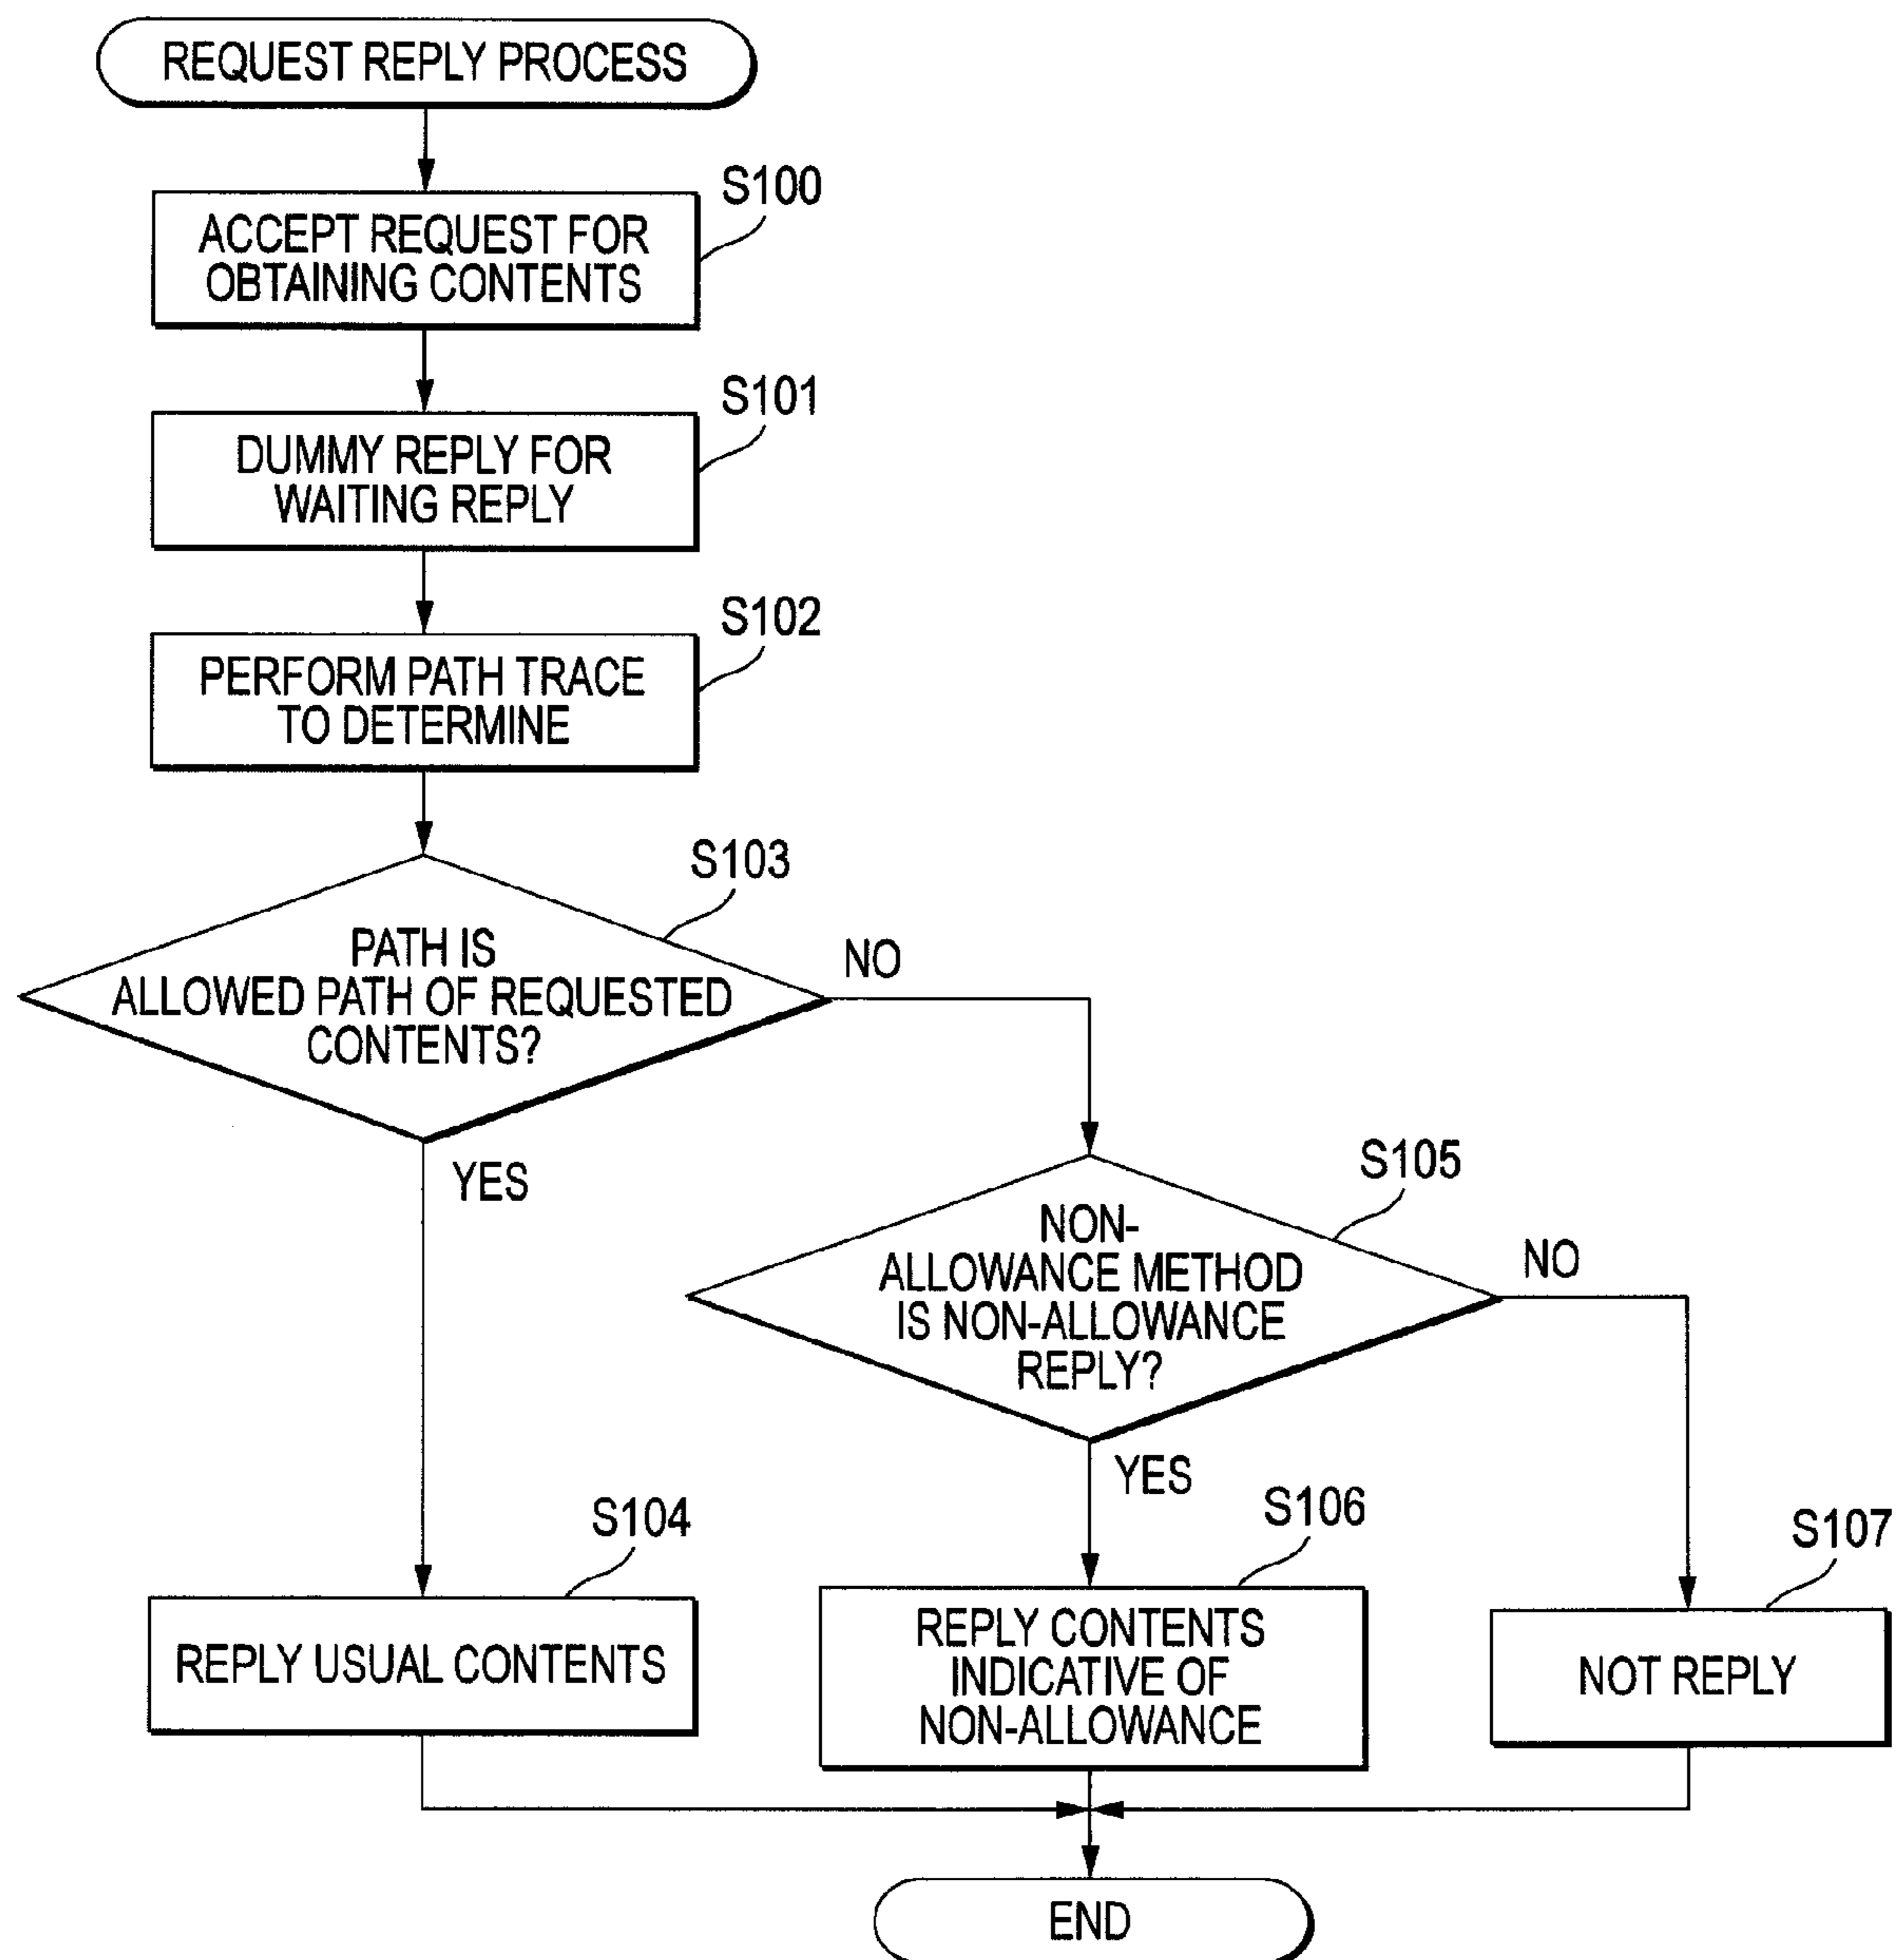 REQUEST REPLY PROCESS
S100
ACCEPT REQUEST FOR
OBTAINING CONTENTS
S101
DUMMY REPLY FOR
WAITING REPLY
S102
PERFORM PATH TRACE
TO DETERMINE
S103
PATH IS
ALLOWED PATH OF REQUESTED
CONTENTS?
NO
YES
S105
NON-
ALLOWANCE METHOD
IS NON-ALLOWANCE
REPLY?
NO
YES
S104
REPLY USUAL CONTENTS
S106
REPLY CONTENTS
INDICATIVE OF
NON-ALLOWANCE
S107
NOT REPLY
END